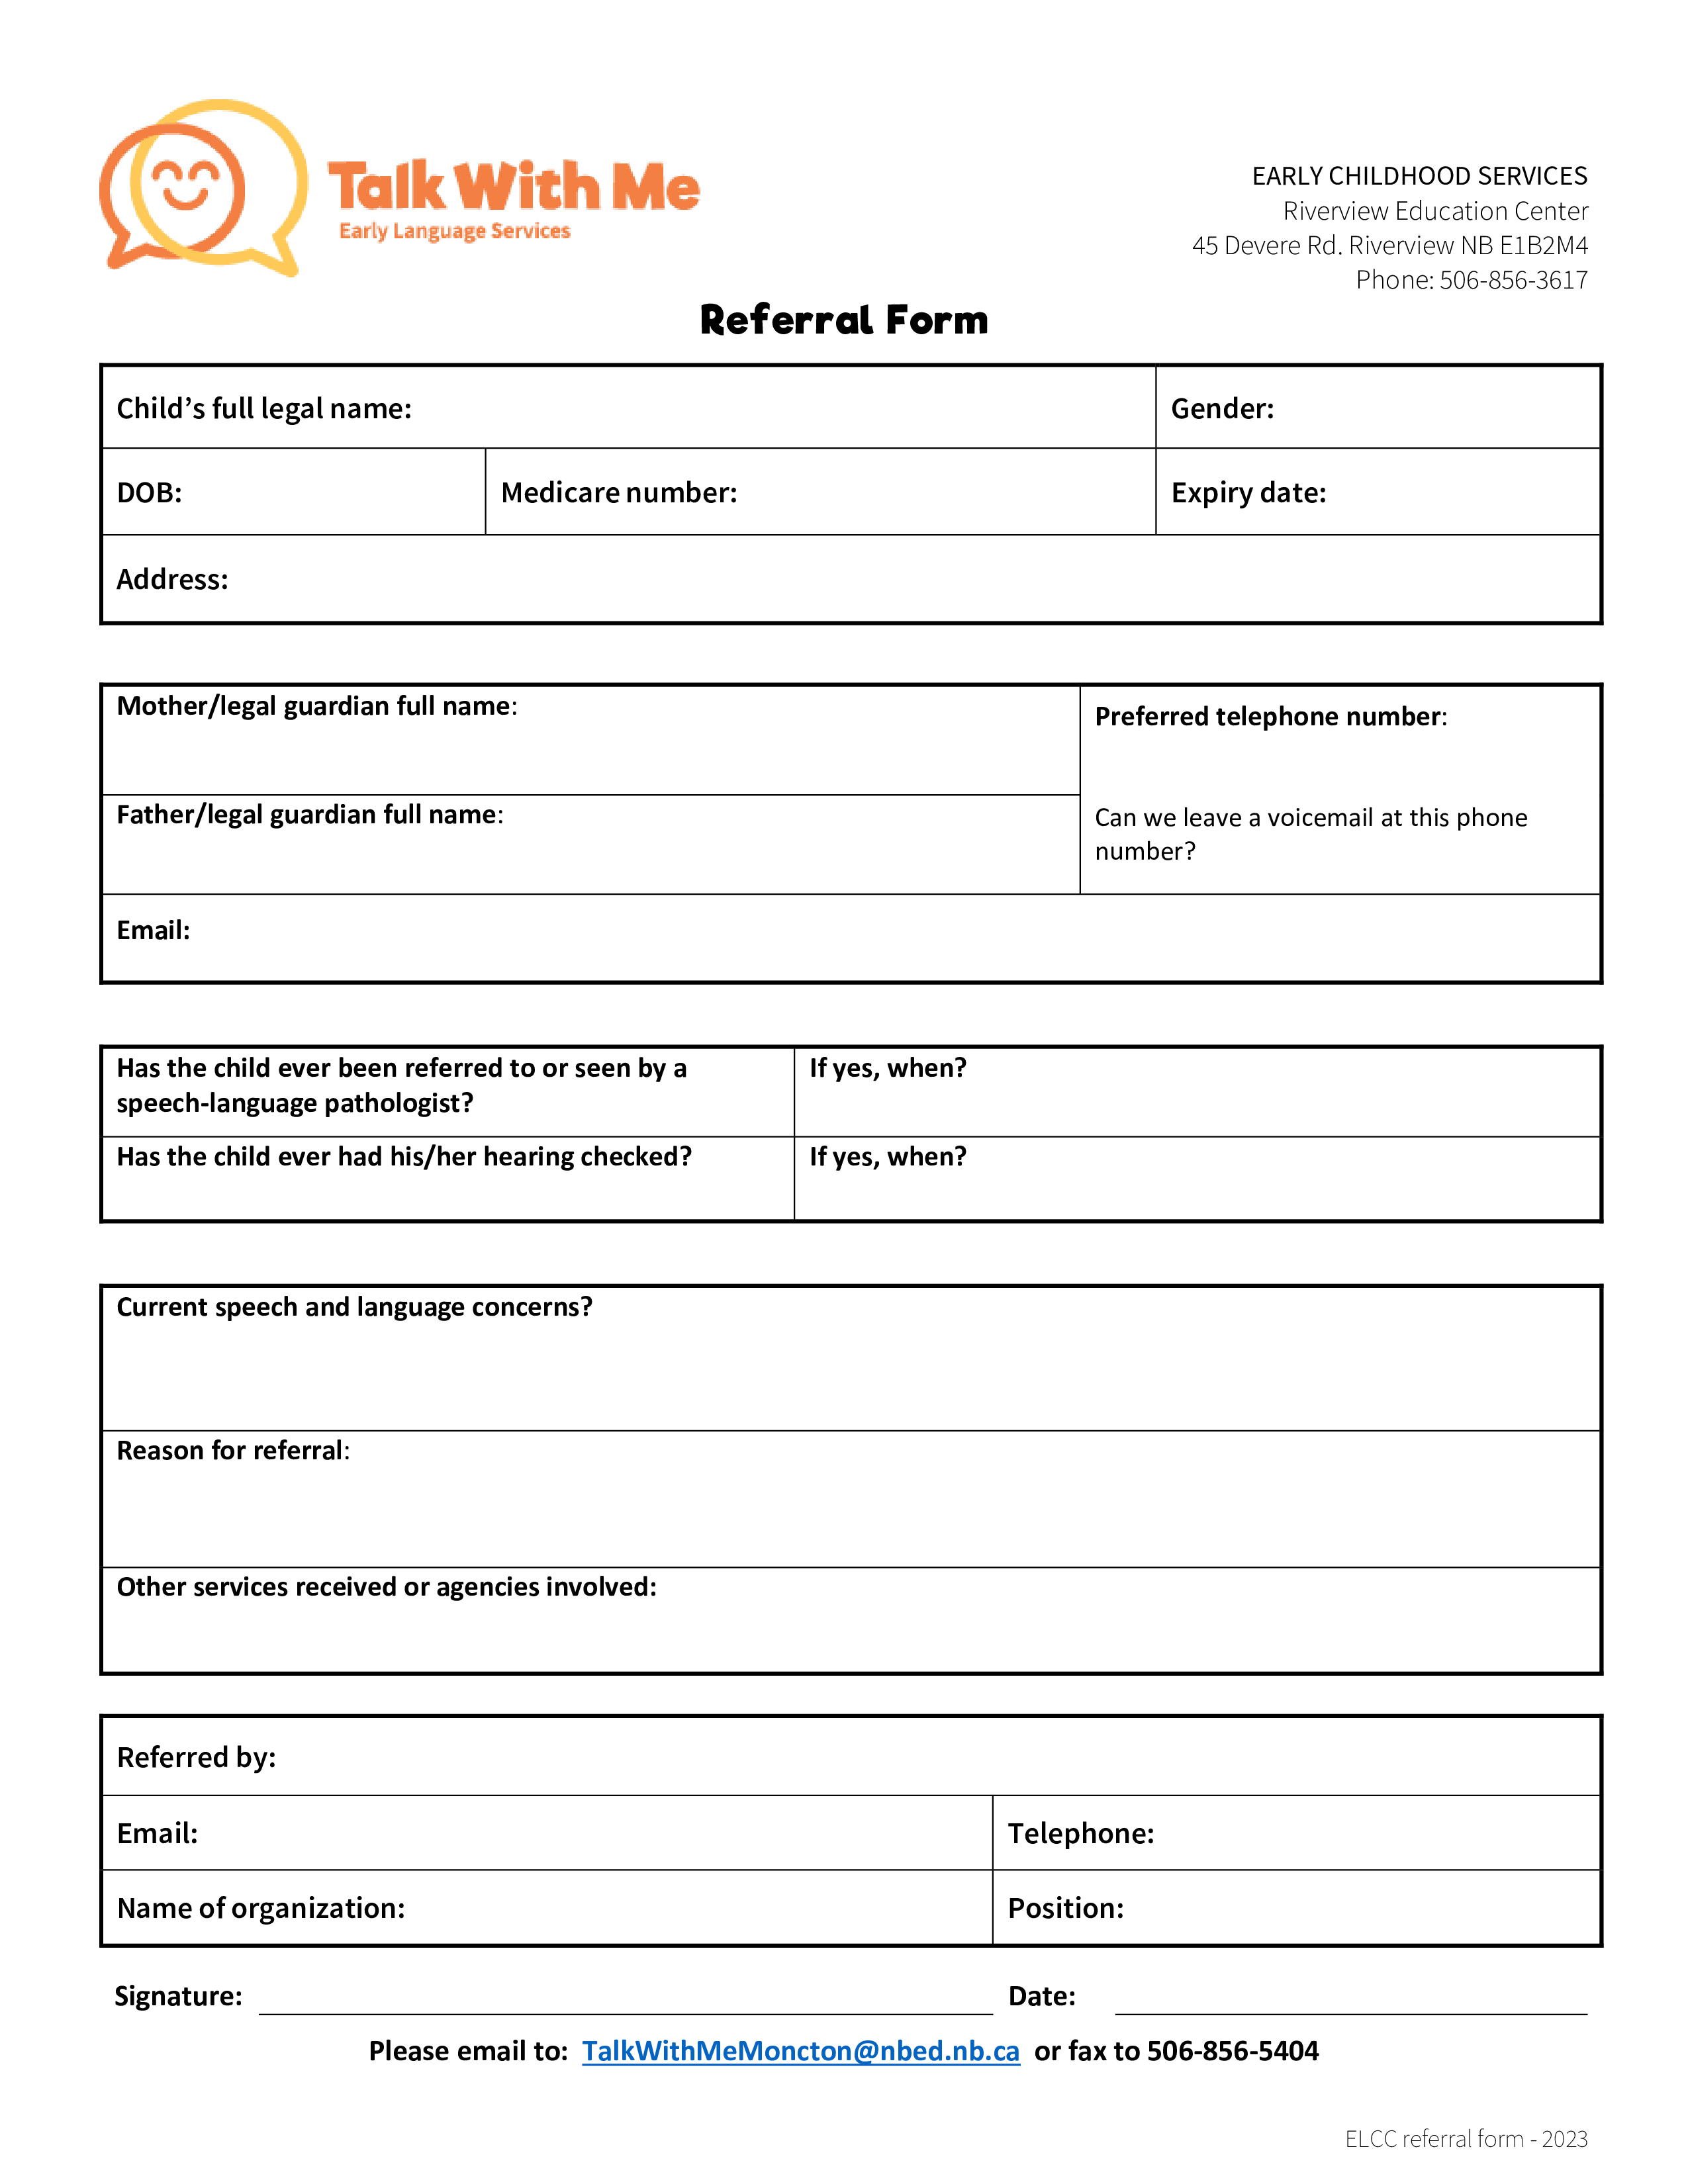 Talk With Me
Early Language Services
EARLY CHILDHOOD SERVICES
Riverview Education Center
45 Devere Rd. Riverview NB E1B2M4
Phone: 506-856-3617
Referral Form
Child’s full legal name:
Gender:
DOB:
Medicare number:
Expiry date:
Address:
Mother/legal guardian full name:
Preferred telephone number:
Father/legal guardian full name:
Can we leave a voicemail at this phone
number?
Email:
Has the child ever been referred to or seen by a
speech-language pathologist?
If yes, when?
Has the child ever had his/her hearing checked?
If yes, when?
Current speech and language concerns?
Reason for referral:
Other services received or agencies involved:
Referred by:
Email:
Telephone:
Name of organization:
Position:
Signature:
Date:
Please email to: TalkWithMeMoncton@nbed.nb.ca or fax to 506-856-5404
ELCC referral form - 2023